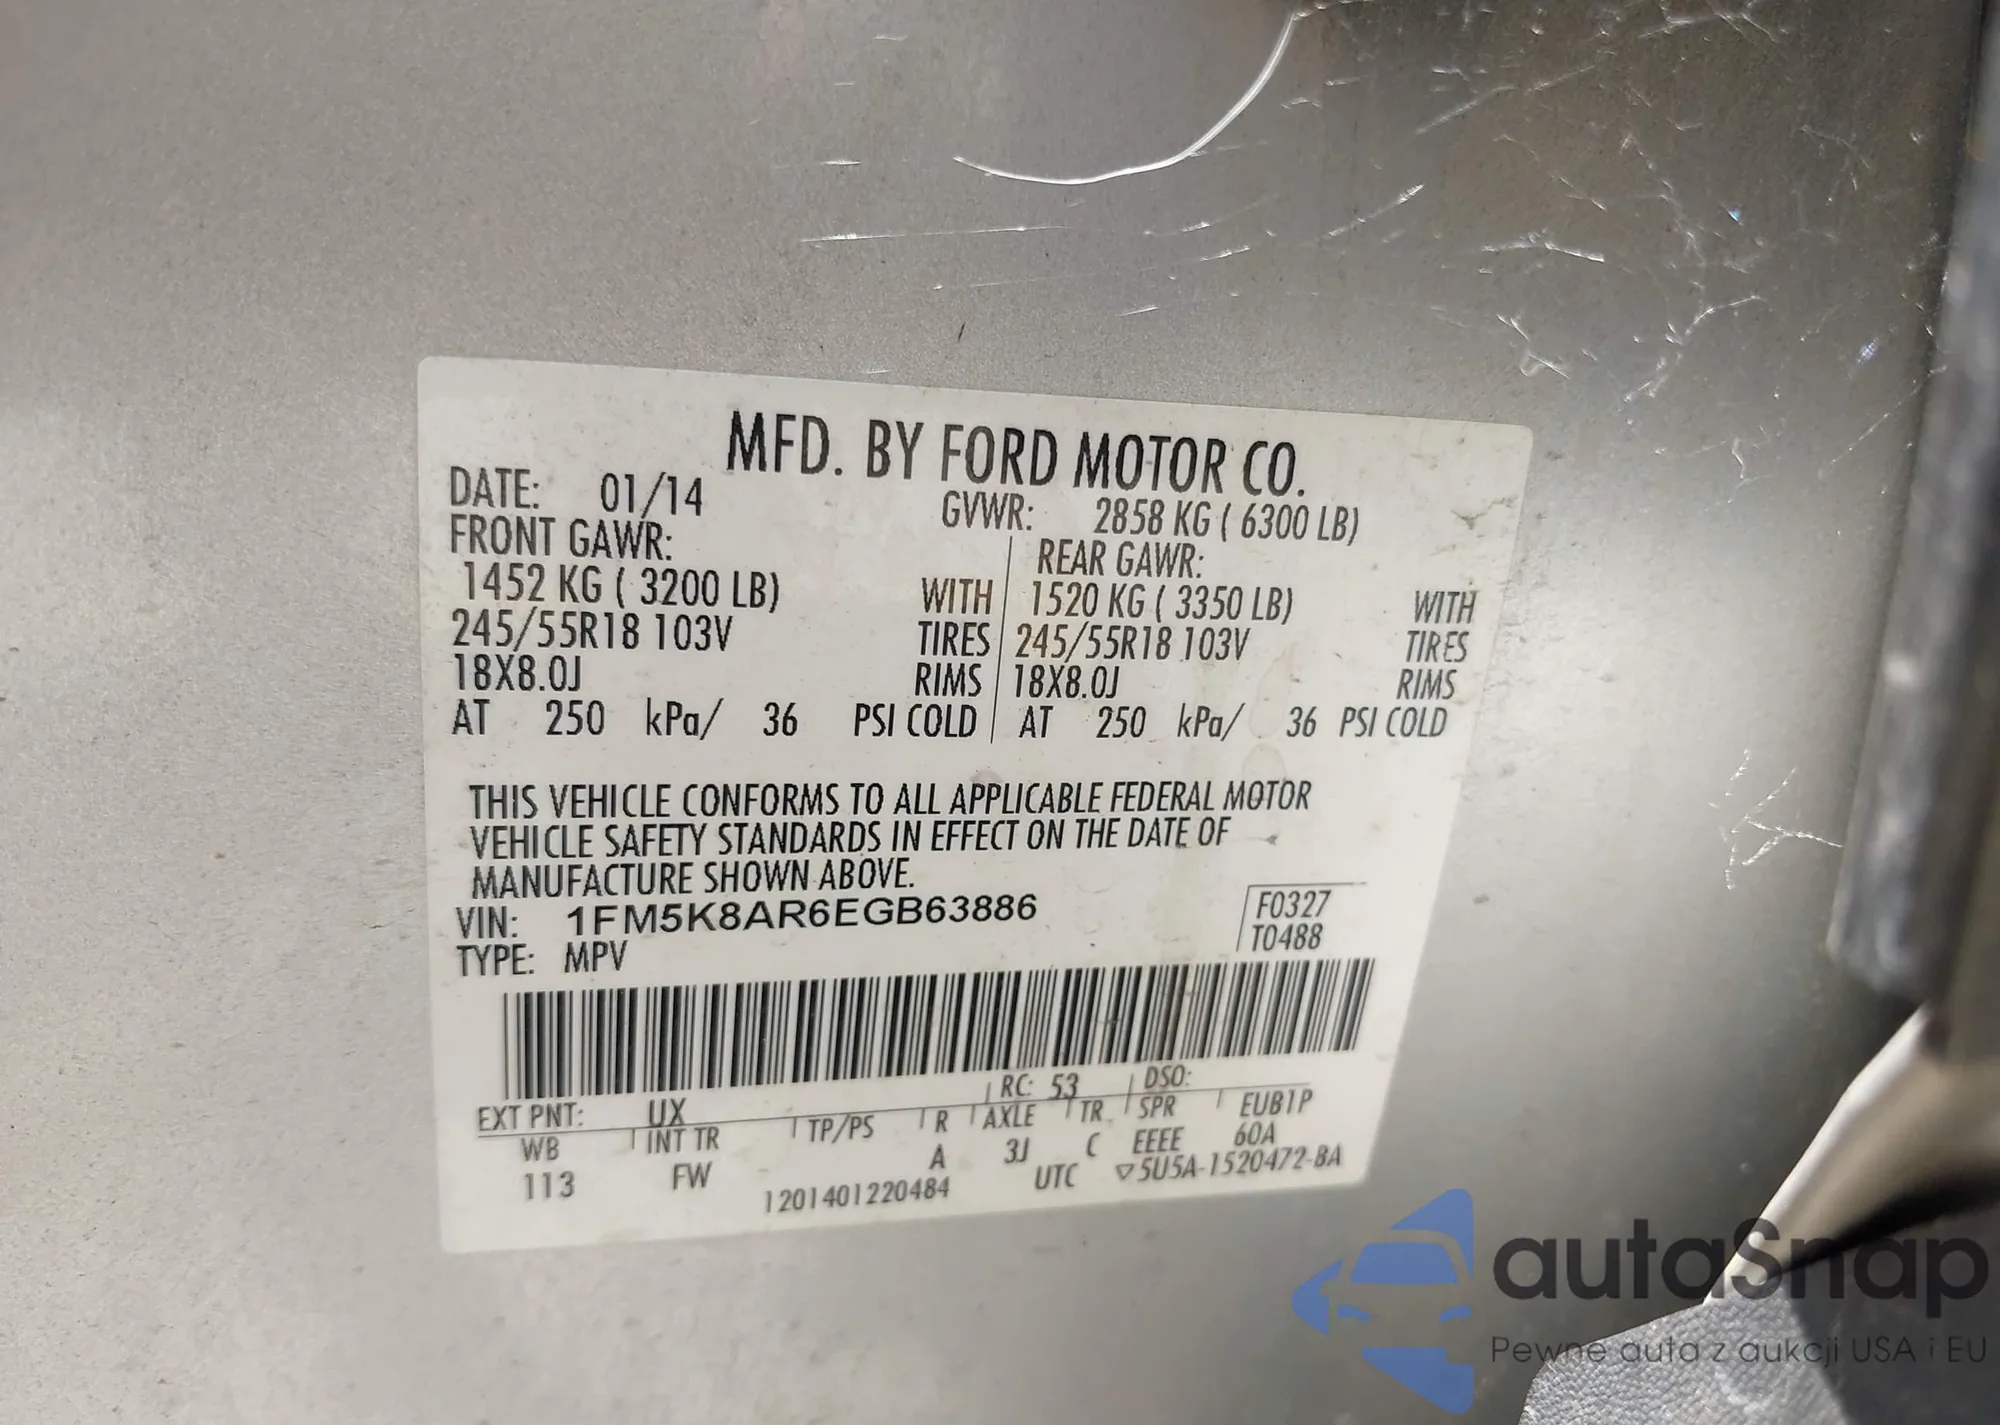 MFD. BY FORD MOTOR CO.
DATE: 01/14 GVWR: 2858 KG ( 6300 LB)
FRONT GAWR: REAR GAWR:
1452 KG ( 3200 LB) WITH 1520 KG ( 3350 LB) WITH
245/55R18 103V TIRES 245/55R18 103V TIRES
18X8.0J RIMS 18X8.0J RIMS
AT 250 kPa/ 36 PSI COLD AT 250 kPa/ 36 PSI COLD
THIS VEHICLE CONFORMS TO ALL APPLICABLE FEDERAL MOTOR
VEHICLE SAFETY STANDARDS IN EFFECT ON THE DATE OF
MANUFACTURE SHOWN ABOVE.
VIN: 1FM5K8AR6EGB63886 F0327
TYPE: MPV T0488
EXT PNT: UX RC: 53 DSO:
WB INT TR TP/PS R AXLE TR SPR EUB1P
113 FW A 3J C EEEE 60A
1201401220484 UTC ▽5U5A-1520472-BA
autaSnap
Pewne auta z aukcji USA i EU